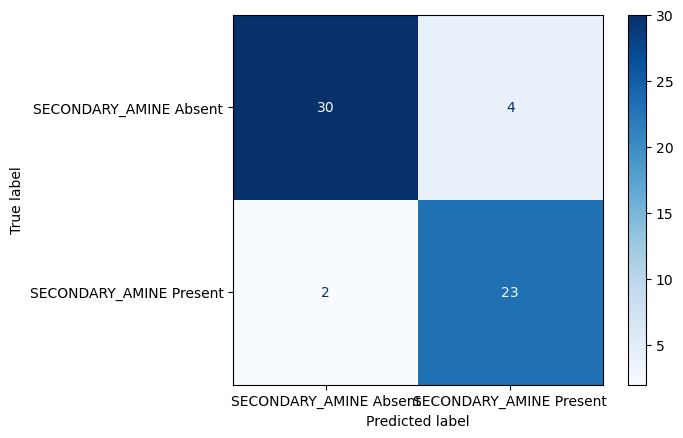 30
SECONDARY_AMINE Absent
30
4
25
20
True label
15
10
SECONDARY_AMINE Present
2
23
5
SECONDARY_AMINE Absent
SECONDARY_AMINE Present
Predicted label